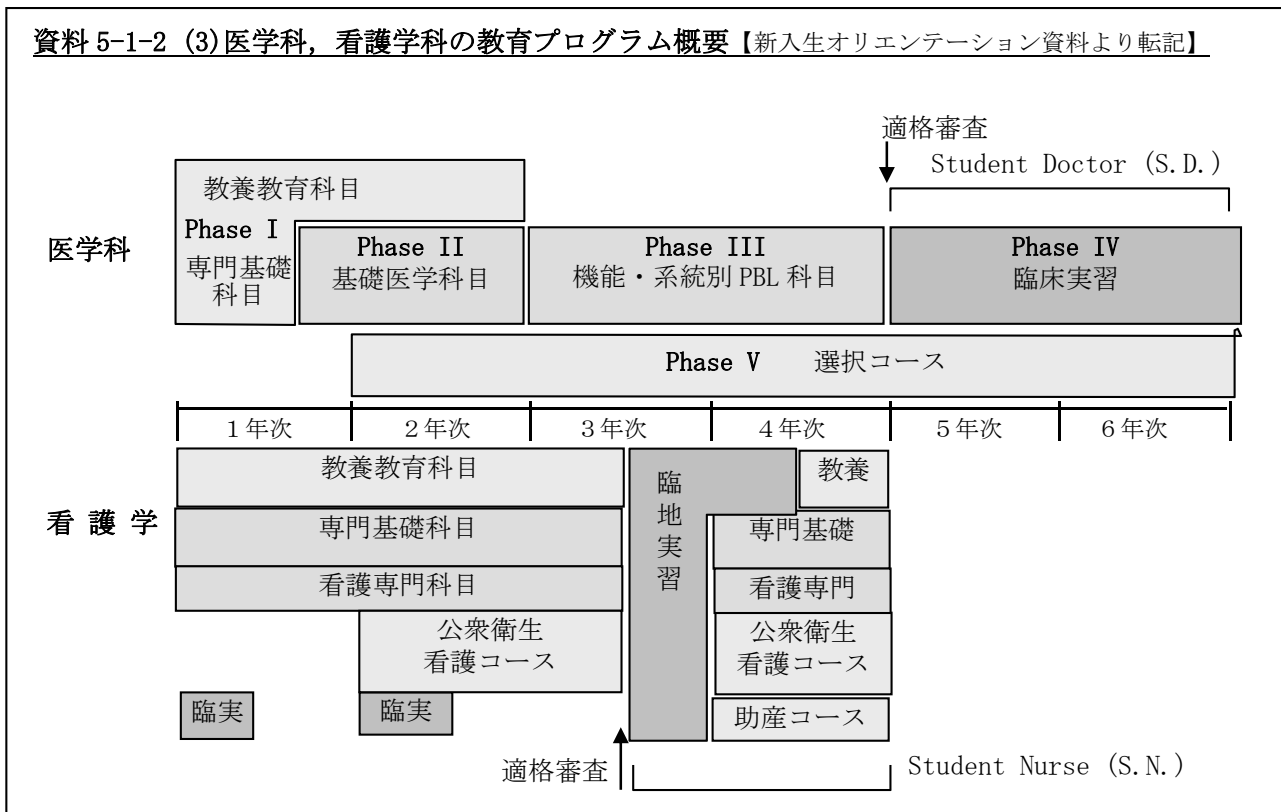 資料 5-1-2 (3)医学科，看護学科の教育プログラム概要【新入生オリエンテーション資料より転記】
適格審査
Student Doctor (S.D.)
教養教育科目
医学科
Phase I
専門基礎
科目
Phase II
基礎医学科目
Phase III
機能・系統別 PBL 科目
Phase IV
臨床実習
Phase V 選択コース
1年次 2年次 3年次 4年次 5年次 6年次
看 護 学
教養教育科目
専門基礎科目
看護専門科目
公衆衛生
看護コース
臨実
臨実
臨
地
実
習
教養
専門基礎
看護専門
公衆衛生
看護コース
助産コース
適格審査
Student Nurse (S.N.)